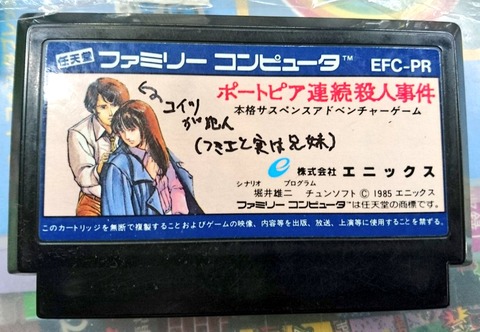 任天堂 ファミリー コンピュータ™ EFC-PR
ポートピア連続殺人事件
本格サスペンスアドベンチャーゲーム
コイツ
が犯人
(フミエと実は兄妹)
e 株式会社 エニックス
シナリオ プログラム
堀井雄二 チュンソフト © 1985 エニックス
ファミリー コンピュータ™は任天堂の商標です。
このカートリッジを無断で複製することおよびゲームの映像、内容等を出版、放送、上演等に使用することを禁ずる。